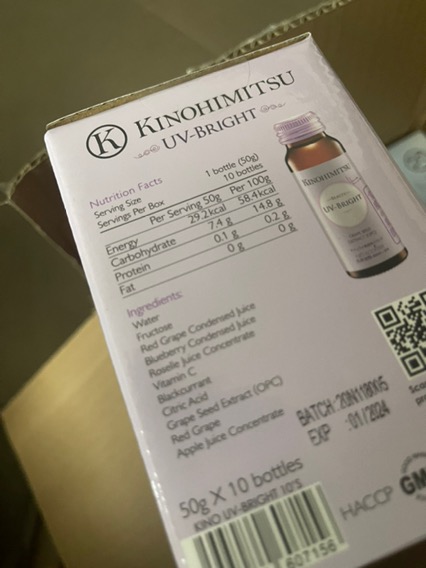 K KINOHIMITSU
UV-BRIGHT
Nutrition Facts
Serving Size 1 bottle (50g)
Servings Per Box 10 bottles
Per Serving 50g Per 100g
Energy 29.2kcal 58.4kcal
Carbohydrate 7.4 g 14.8 g
Protein 0.1 g 0.2 g
Fat 0 g 0 g
KINOHIMITSU
UV-BRIGHT
Ingredients:
Water
Fructose
Red Grape Condensed Juice
Blueberry Condensed Juice
Roselle Juice Concentrate
Vitamin C
Blackcurrant
Citric Acid
Grape Seed Extract (OPC)
Red Grape
Apple Juice Concentrate
BATCH
EXP :01/2024
50g X 10 bottles
KINO UV-BRIGHT 10'S
HACCP
GM
607156